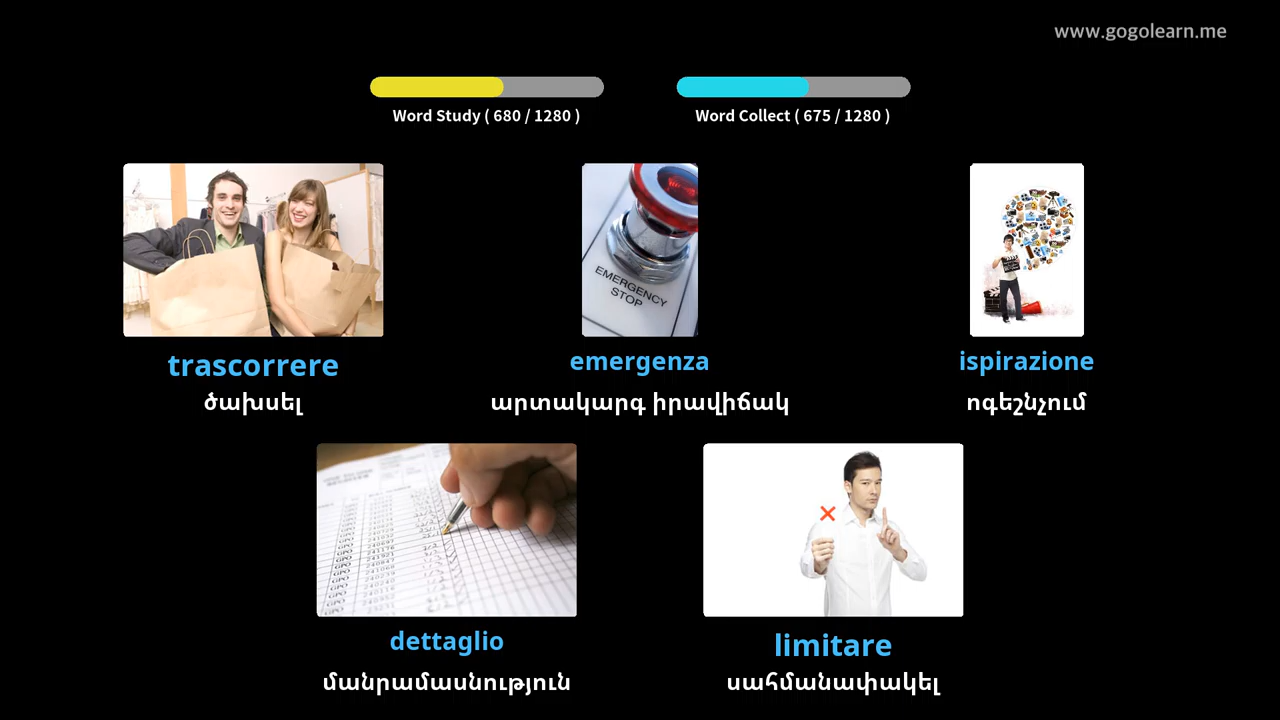 www.gogolearn.me
Word Study ( 680 / 1280 )
Word Collect ( 675 / 1280 )
EMERGENCY
STOP
trascorrere
emergenza
ispirazione
ծախսել
արտակարգ իրավիճակ
ոգեշնչում
dettaglio
limitare
մանրամասնություն
սահմանափակել